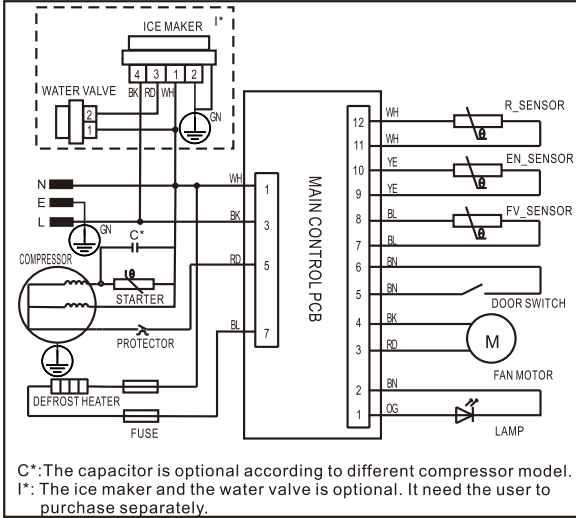 ICE MAKER I*
4 3 1 2
BK RD WH
WATER VALVE
2
1
GN
N
E
L
GN
C*
COMPRESSOR
θ
STARTER
PROTECTOR
DEFROST HEATER
FUSE
WH 1
BK 3
RD 5
BL 7
MAIN CONTROL PCB
12 WH R_SENSOR
θ
11 WH
10 YE EN_SENSOR
θ
9 YE
8 BL FV_SENSOR
θ
7 BL
6 BN
5 BN DOOR SWITCH
4 BK
M
3 RD
FAN MOTOR
2 BN
1 OG
LAMP
C*:The capacitor is optional according to different compressor model.
I*: The ice maker and the water valve is optional. It need the user to
purchase separately.